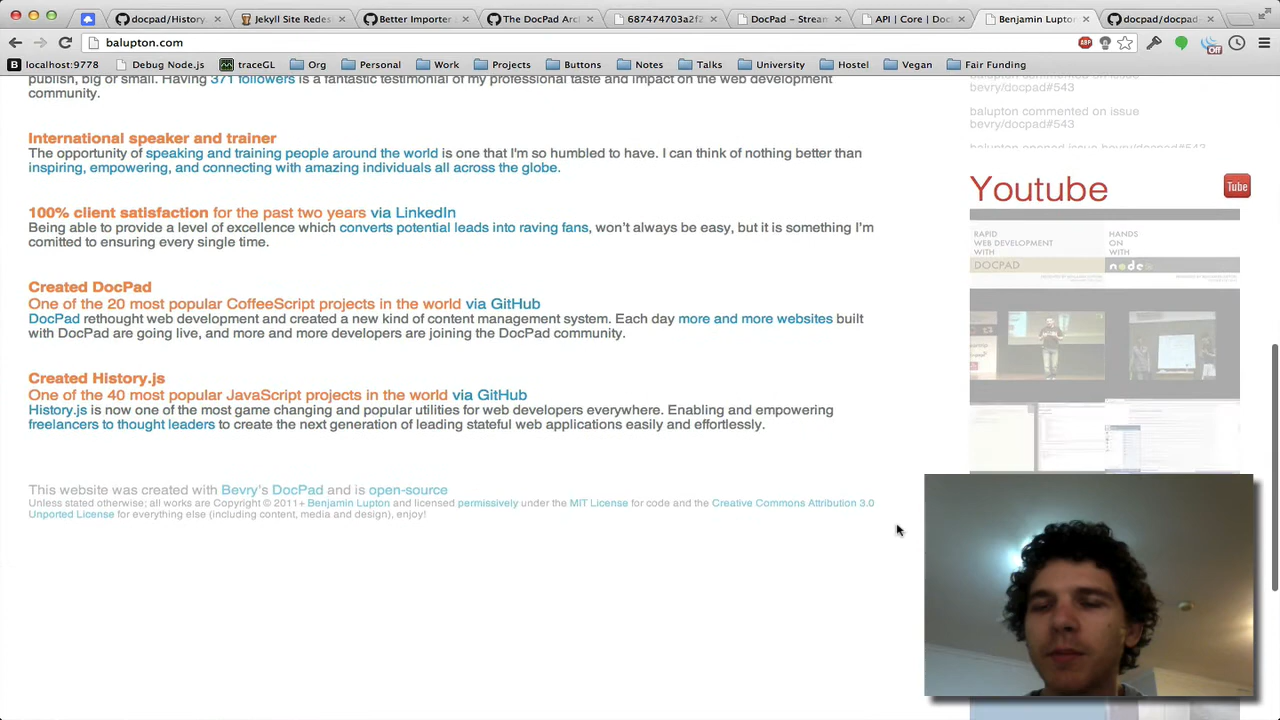 docpad/History.
Jekyll Site Redes
Better Importer
The DocPad Arc
687474703a2f2
DocPad – Stream
API | Core | Doc
Benjamin Lupton
docpad/docpad
balupton.com
ABP
Off
localhost:9778
Debug Node.js
traceGL
Org
Personal
Work
Projects
Buttons
Notes
Talks
University
Hostel
Vegan
Fair Funding
publish, big or small. Having 371 followers is a fantastic testimonial of my professional taste and impact on the web development
community.
International speaker and trainer
The opportunity of speaking and training people around the world is one that I'm so humbled to have. I can think of nothing better than
inspiring, empowering, and connecting with amazing individuals all across the globe.
100% client satisfaction for the past two years via LinkedIn
Being able to provide a level of excellence which converts potential leads into raving fans, won't always be easy, but it is something I'm
comitted to ensuring every single time.
Created DocPad
One of the 20 most popular CoffeeScript projects in the world via GitHub
DocPad rethought web development and created a new kind of content management system. Each day more and more websites built
with DocPad are going live, and more and more developers are joining the DocPad community.
Created History.js
One of the 40 most popular JavaScript projects in the world via GitHub
History.js is now one of the most game changing and popular utilities for web developers everywhere. Enabling and empowering
freelancers to thought leaders to create the next generation of leading stateful web applications easily and effortlessly.
This website was created with Bevry's DocPad and is open-source
Unless stated otherwise; all works are Copyright © 2011+ Benjamin Lupton and licensed permissively under the MIT License for code and the Creative Commons Attribution 3.0
Unported License for everything else (including content, media and design), enjoy!
balupton commented on issue
bevry/docpad#543
balupton commented on issue
bevry/docpad#543
balupton opened issue bevry/docpad#543
Youtube
Tube
RAPID
WEB DEVELOPMENT
WITH
DOCPAD
HANDS
ON
WITH
node